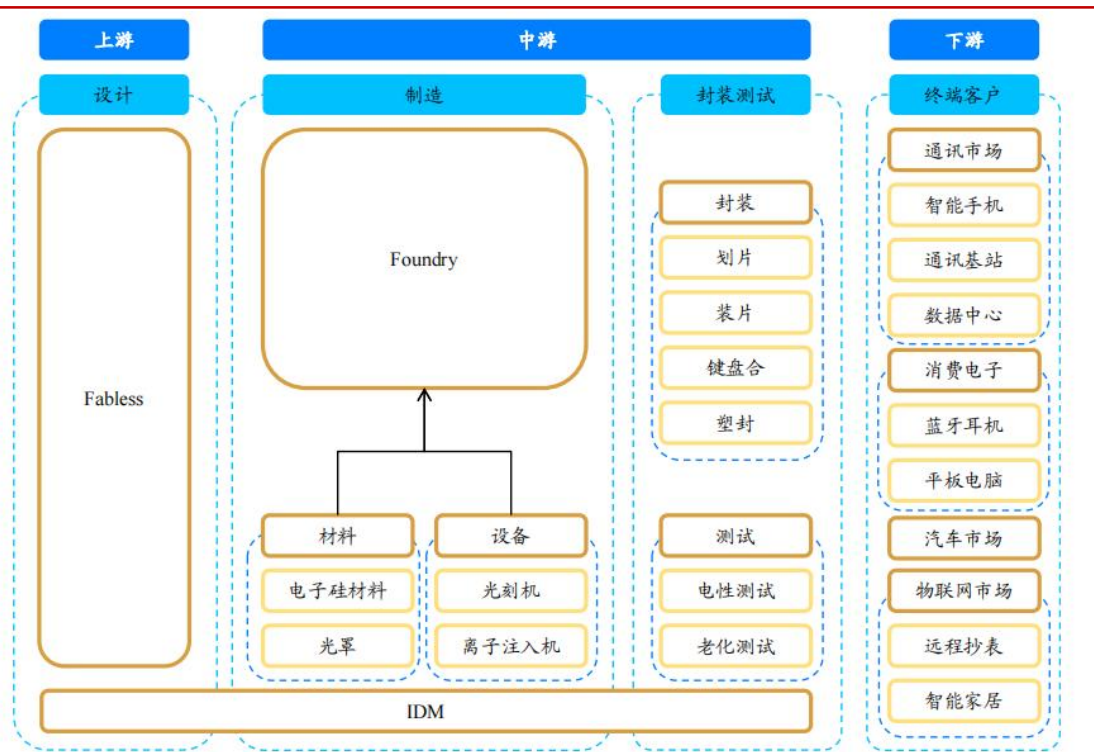 上游
中游
下游
设计
制造
封装测试
终端客户
Fabless
Foundry
材料
电子硅材料
光罩
设备
光刻机
离子注入机
封装
划片
装片
键盘合
塑封
测试
电性测试
老化测试
通讯市场
智能手机
通讯基站
数据中心
消费电子
蓝牙耳机
平板电脑
汽车市场
物联网市场
远程抄表
智能家居
IDM